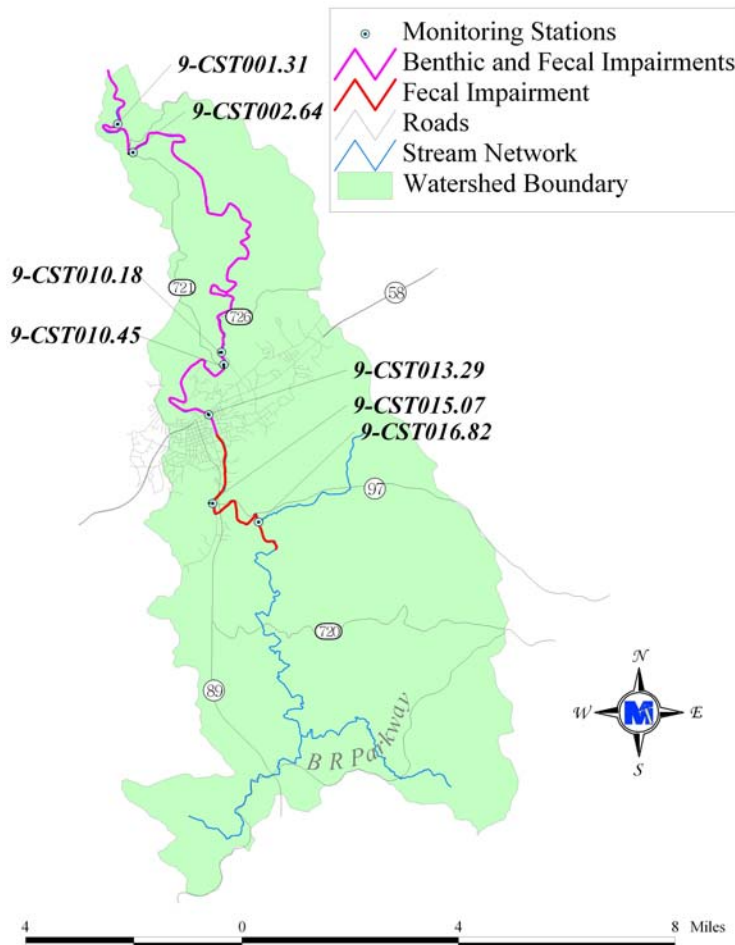 Monitoring Stations
Benthic and Fecal Impairments
Fecal Impairment
Roads
Stream Network
Watershed Boundary
9-CST001.31
9-CST002.64
9-CST010.18
721
726
58
9-CST010.45
9-CST013.29
9-CST015.07
9-CST016.82
97
720
89
B R Parkway
N
W E
S
4 0 4 8 Miles